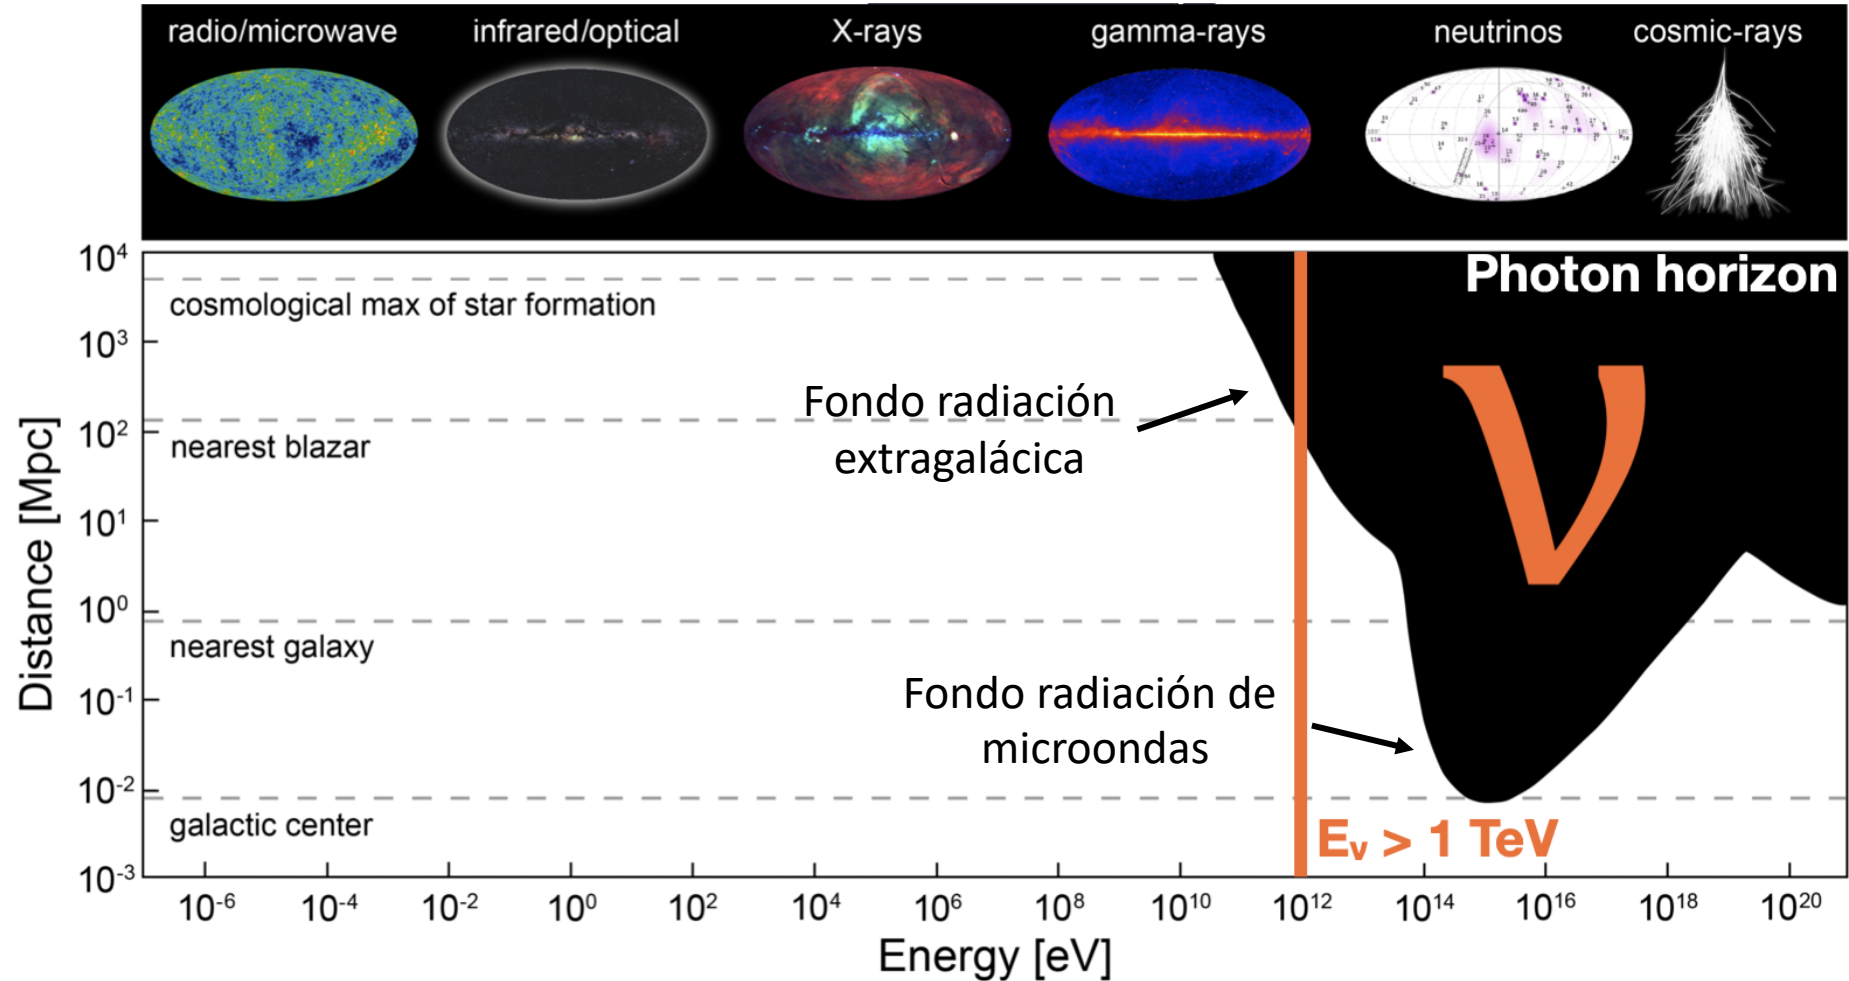 radio/microwave
infrared/optical
X-rays
gamma-rays
neutrinos
cosmic-rays
Photon horizon
ν
cosmological max of star formation
Fondo radiación
extragalácica
nearest blazar
nearest galaxy
Fondo radiación de
microondas
galactic center
Eν > 1 TeV
Distance [Mpc]
10⁴
10³
10²
10¹
10⁰
10⁻¹
10⁻²
10⁻³
10⁻⁶ 10⁻⁴ 10⁻² 10⁰ 10² 10⁴ 10⁶ 10⁸ 10¹⁰ 10¹² 10¹⁴ 10¹⁶ 10¹⁸ 10²⁰
Energy [eV]